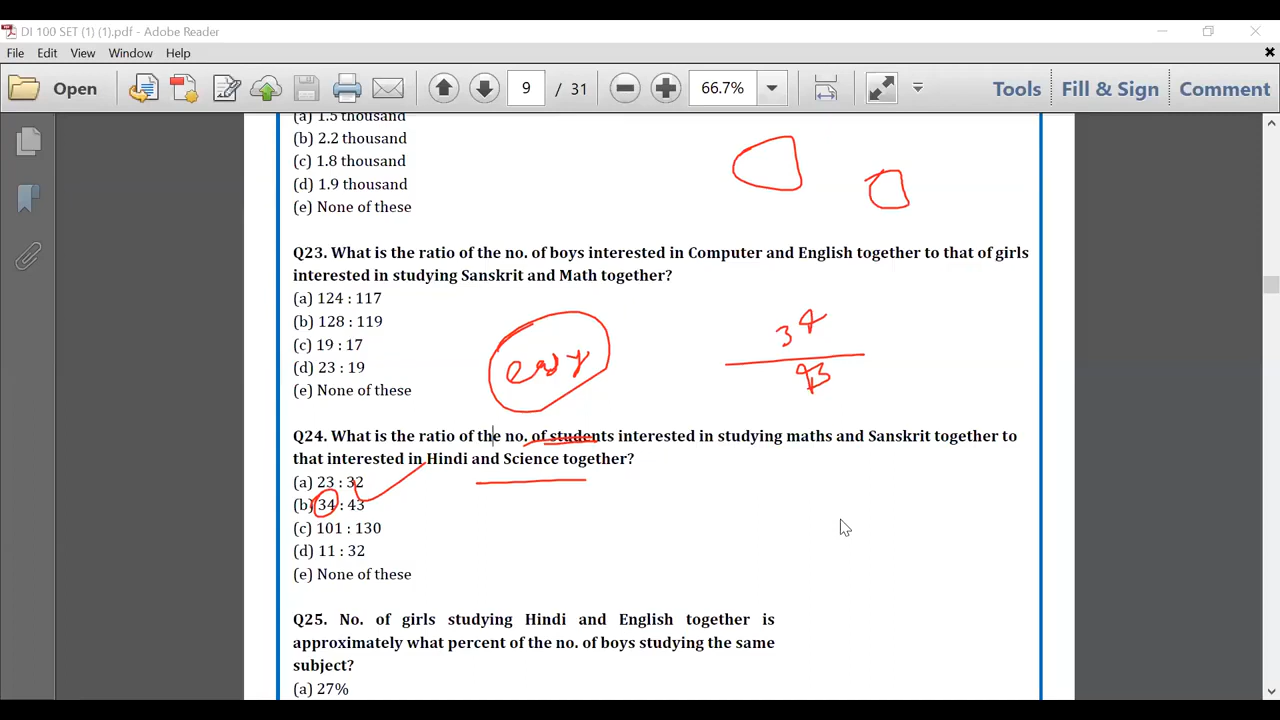 DI 100 SET (1) (1).pdf - Adobe Reader
File Edit View Window Help
Open 9 / 31 66.7% Tools Fill & Sign Comment
(a) 1.5 thousand
(b) 2.2 thousand
(c) 1.8 thousand
(d) 1.9 thousand
(e) None of these
Q23. What is the ratio of the no. of boys interested in Computer and English together to that of girls
interested in studying Sanskrit and Math together?
(a) 124 : 117
(b) 128 : 119
(c) 19 : 17
(d) 23 : 19
(e) None of these
easy
34
43
Q24. What is the ratio of the no. of students interested in studying maths and Sanskrit together to
that interested in Hindi and Science together?
(a) 23 : 32
(b) 34 : 43
(c) 101 : 130
(d) 11 : 32
(e) None of these
Q25. No. of girls studying Hindi and English together is
approximately what percent of the no. of boys studying the same
subject?
(a) 27%